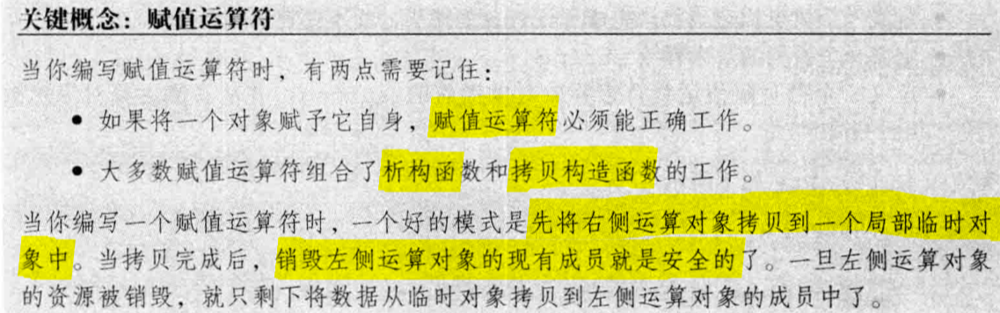 关键概念：赋值运算符
当你编写赋值运算符时，有两点需要记住：
● 如果将一个对象赋予它自身，赋值运算符必须能正确工作。
● 大多数赋值运算符组合了析构函数和拷贝构造函数的工作。
当你编写一个赋值运算符时，一个好的模式是先将右侧运算对象拷贝到一个局部临时对
象中。当拷贝完成后，销毁左侧运算对象的现有成员就是安全的了。一旦左侧运算对象
的资源被销毁，就只剩下将数据从临时对象拷贝到左侧运算对象的成员中了。